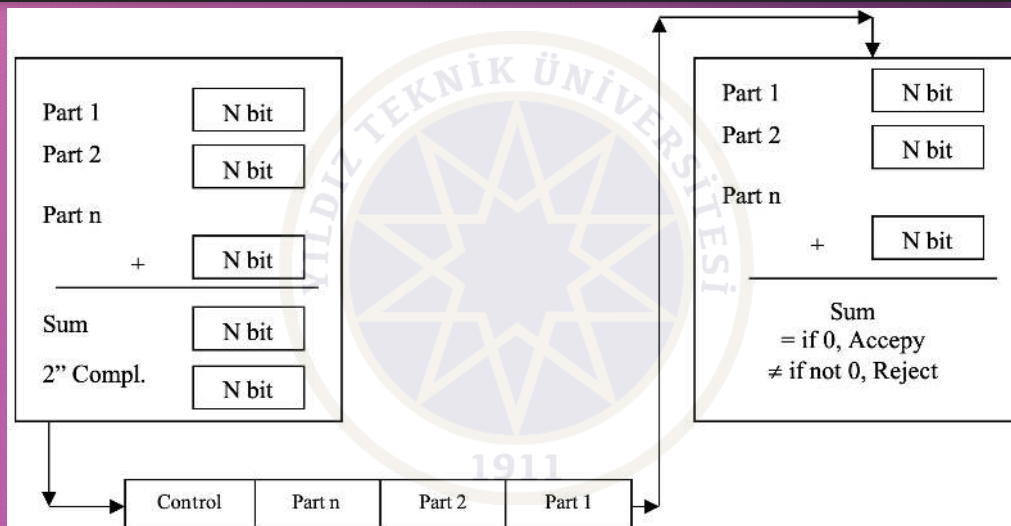 Part 1 N bit
Part 2 N bit
Part n
+ N bit
Sum N bit
2” Compl. N bit
Part 1 N bit
Part 2 N bit
Part n
+ N bit
Sum
= if 0, Accepy
≠ if not 0, Reject
Control Part n Part 2 Part 1
YILDIZ TEKNİK ÜNİVERSİTESİ
1911